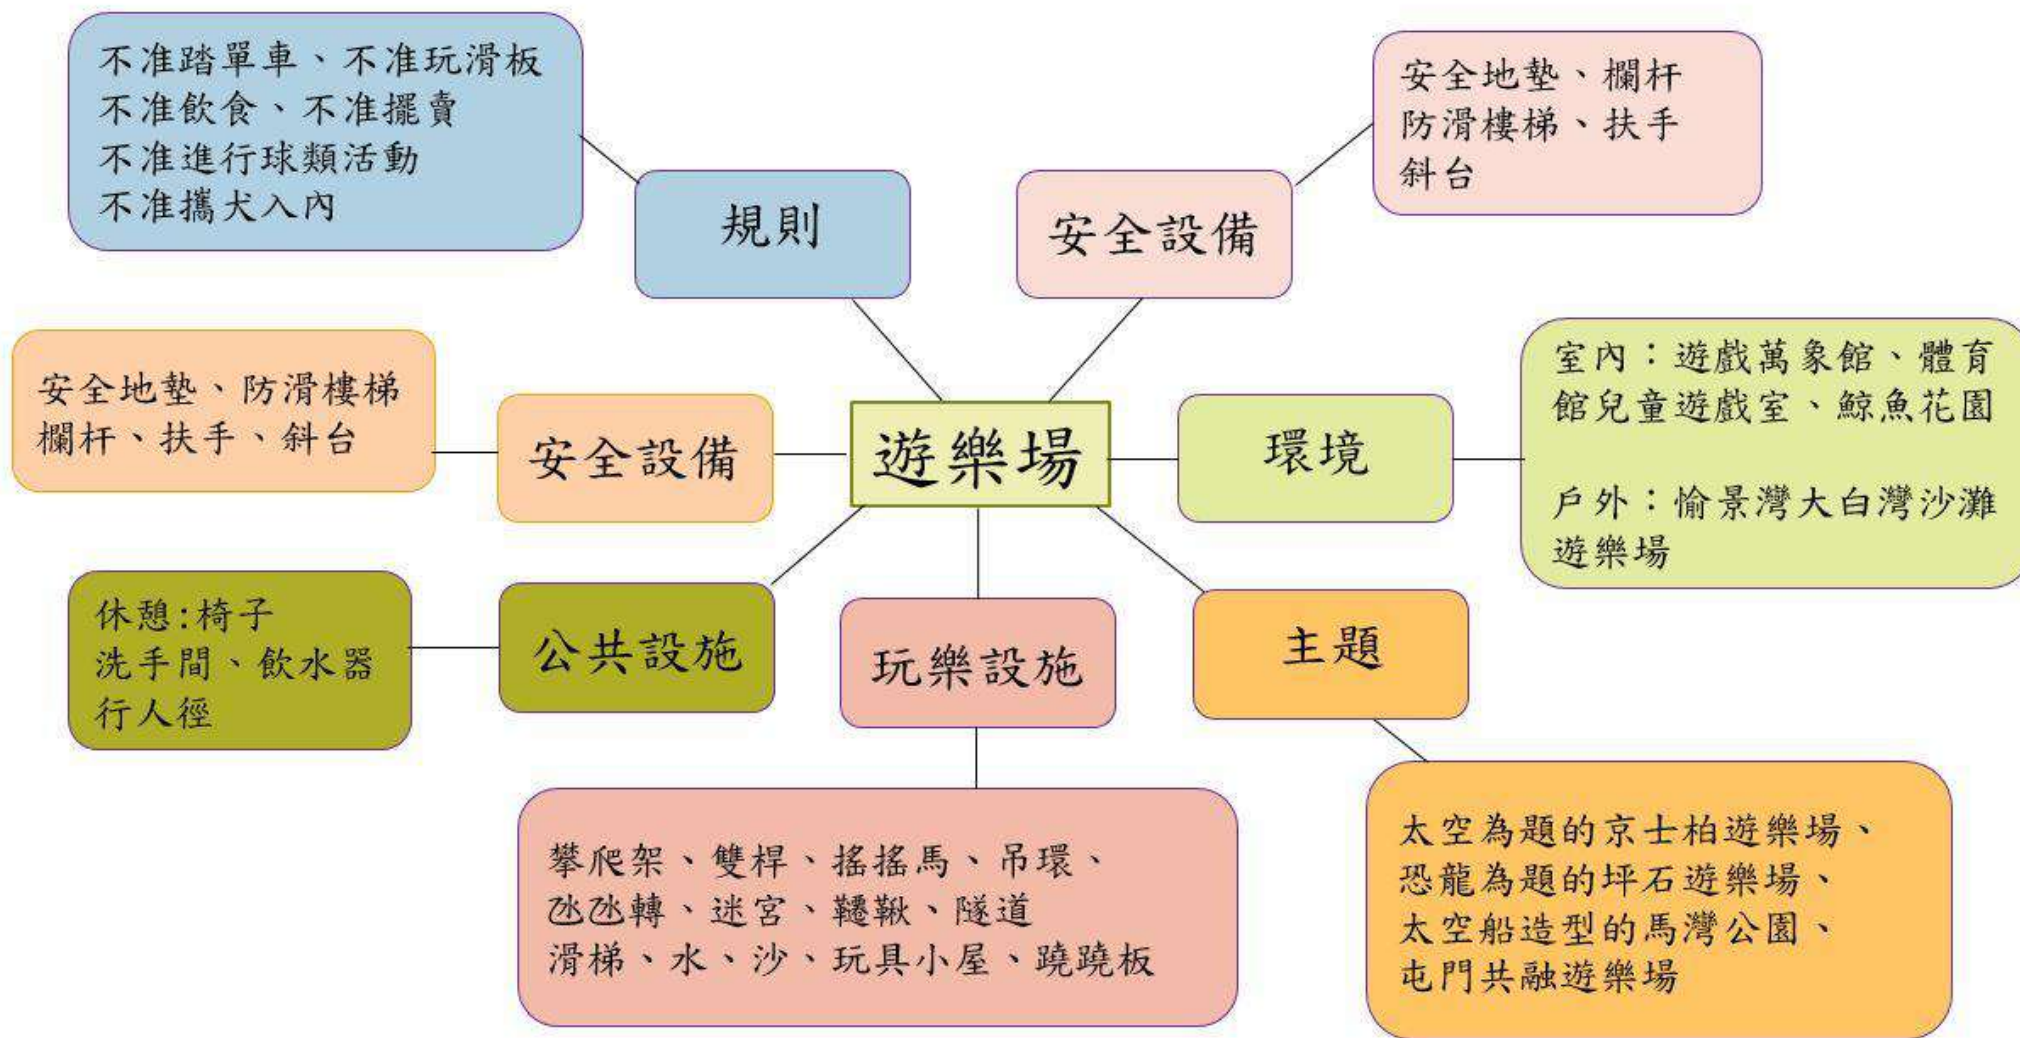 不准踏單車、不准玩滑板
不准飲食、不准擺賣
不准進行球類活動
不准攜犬入內
規則
安全設備
安全地墊、欄杆
防滑樓梯、扶手
斜台
安全地墊、防滑樓梯
欄杆、扶手、斜台
安全設備
遊樂場
環境
室內：遊戲萬象館、體育
館兒童遊戲室、鯨魚花園
戶外：愉景灣大白灣沙灘
遊樂場
休憩:椅子
洗手間、飲水器
行人徑
公共設施
玩樂設施
主題
攀爬架、雙桿、搖搖馬、吊環、
氹氹轉、迷宮、韆鞦、隧道
滑梯、水、沙、玩具小屋、蹺蹺板
太空為題的京士柏遊樂場、
恐龍為題的坪石遊樂場、
太空船造型的馬灣公園、
屯門共融遊樂場